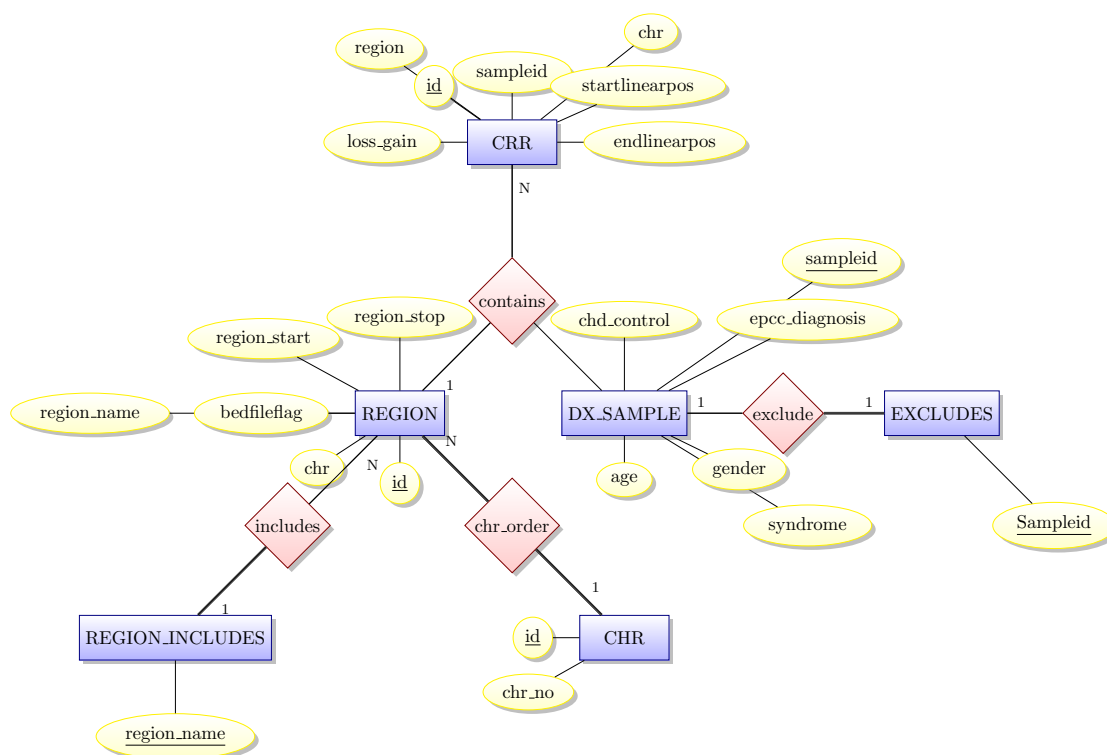 chr
region
sampleid
id
startlinearpos
loss_gain
CRR
endlinearpos
N
sampleid
contains
region_stop
chd_control
epcc_diagnosis
region_start
1
region_name
bedfileflag
REGION
DX_SAMPLE
1
exclude
1
EXCLUDES
N
N
chr
id
age
gender
includes
chr_order
syndrome
Sampleid
1
1
REGION_INCLUDES
id
CHR
chr_no
region_name